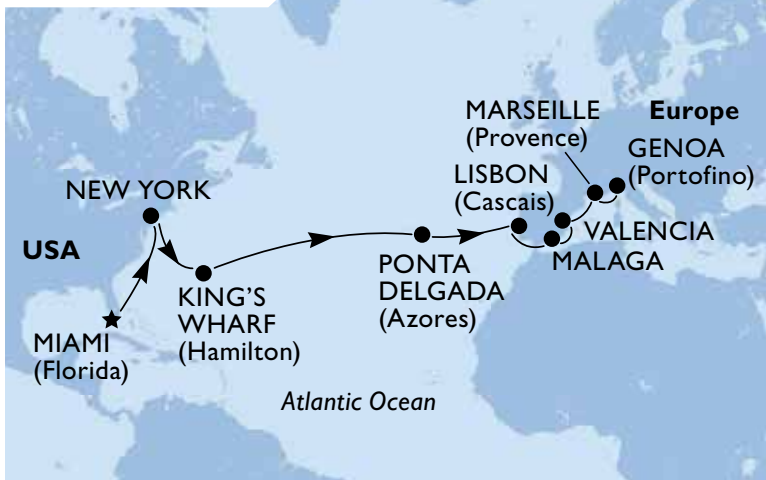 MARSEILLE
(Provence)
Europe
GENOA
(Portofino)
LISBON
(Cascais)
NEW YORK
VALENCIA
MALAGA
USA
PONTA
DELGADA
(Azores)
KING'S
WHARF
(Hamilton)
MIAMI
(Florida)
Atlantic Ocean